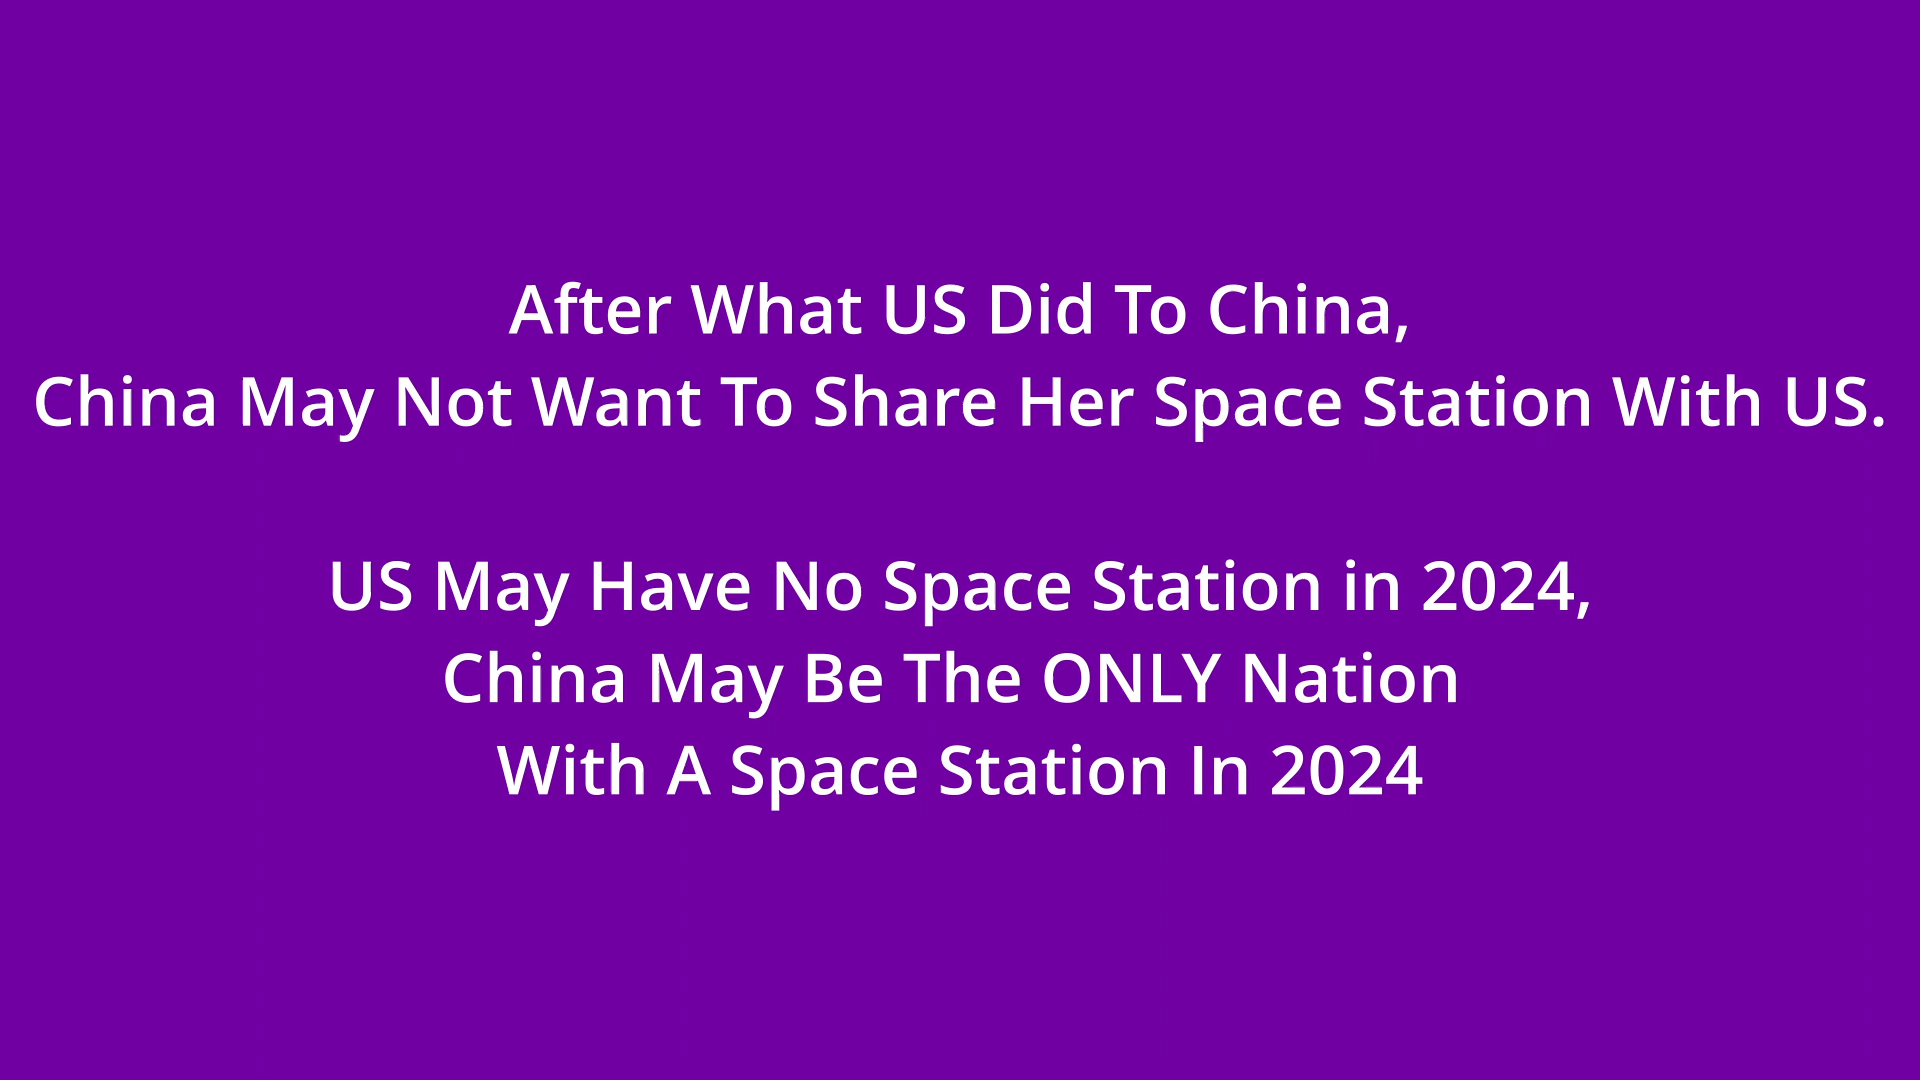 After What US Did To China,
China May Not Want To Share Her Space Station With US.
US May Have No Space Station in 2024,
China May Be The ONLY Nation
With A Space Station In 2024